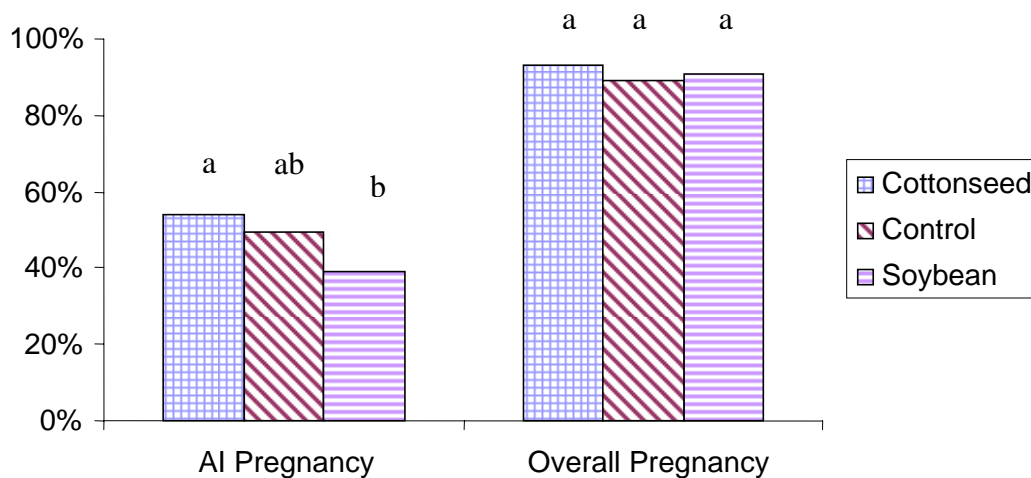 a a a
100%
80%
a ab b
60%
40%
20%
0%
AI Pregnancy Overall Pregnancy
Cottonseed
Control
Soybean